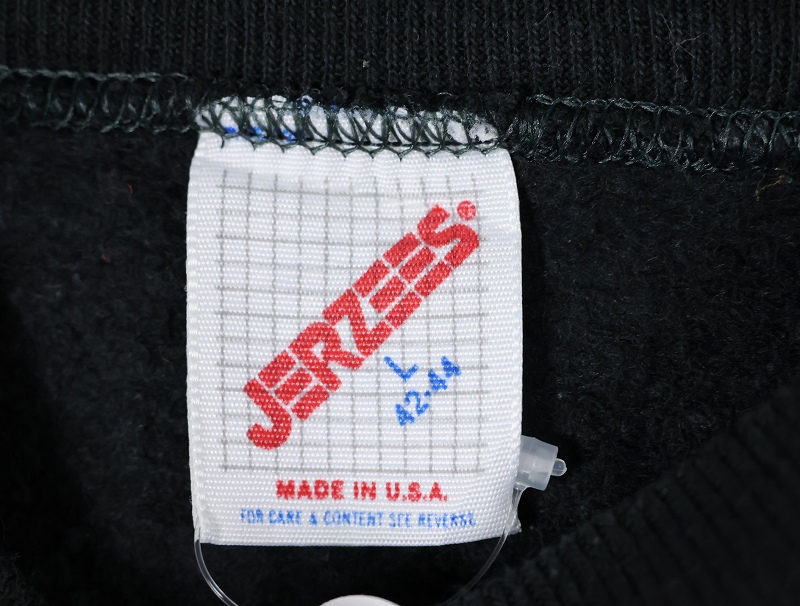 JERZEES®
L
42-44
MADE IN U.S.A.
FOR CARE & CONTENT SEE REVERSE